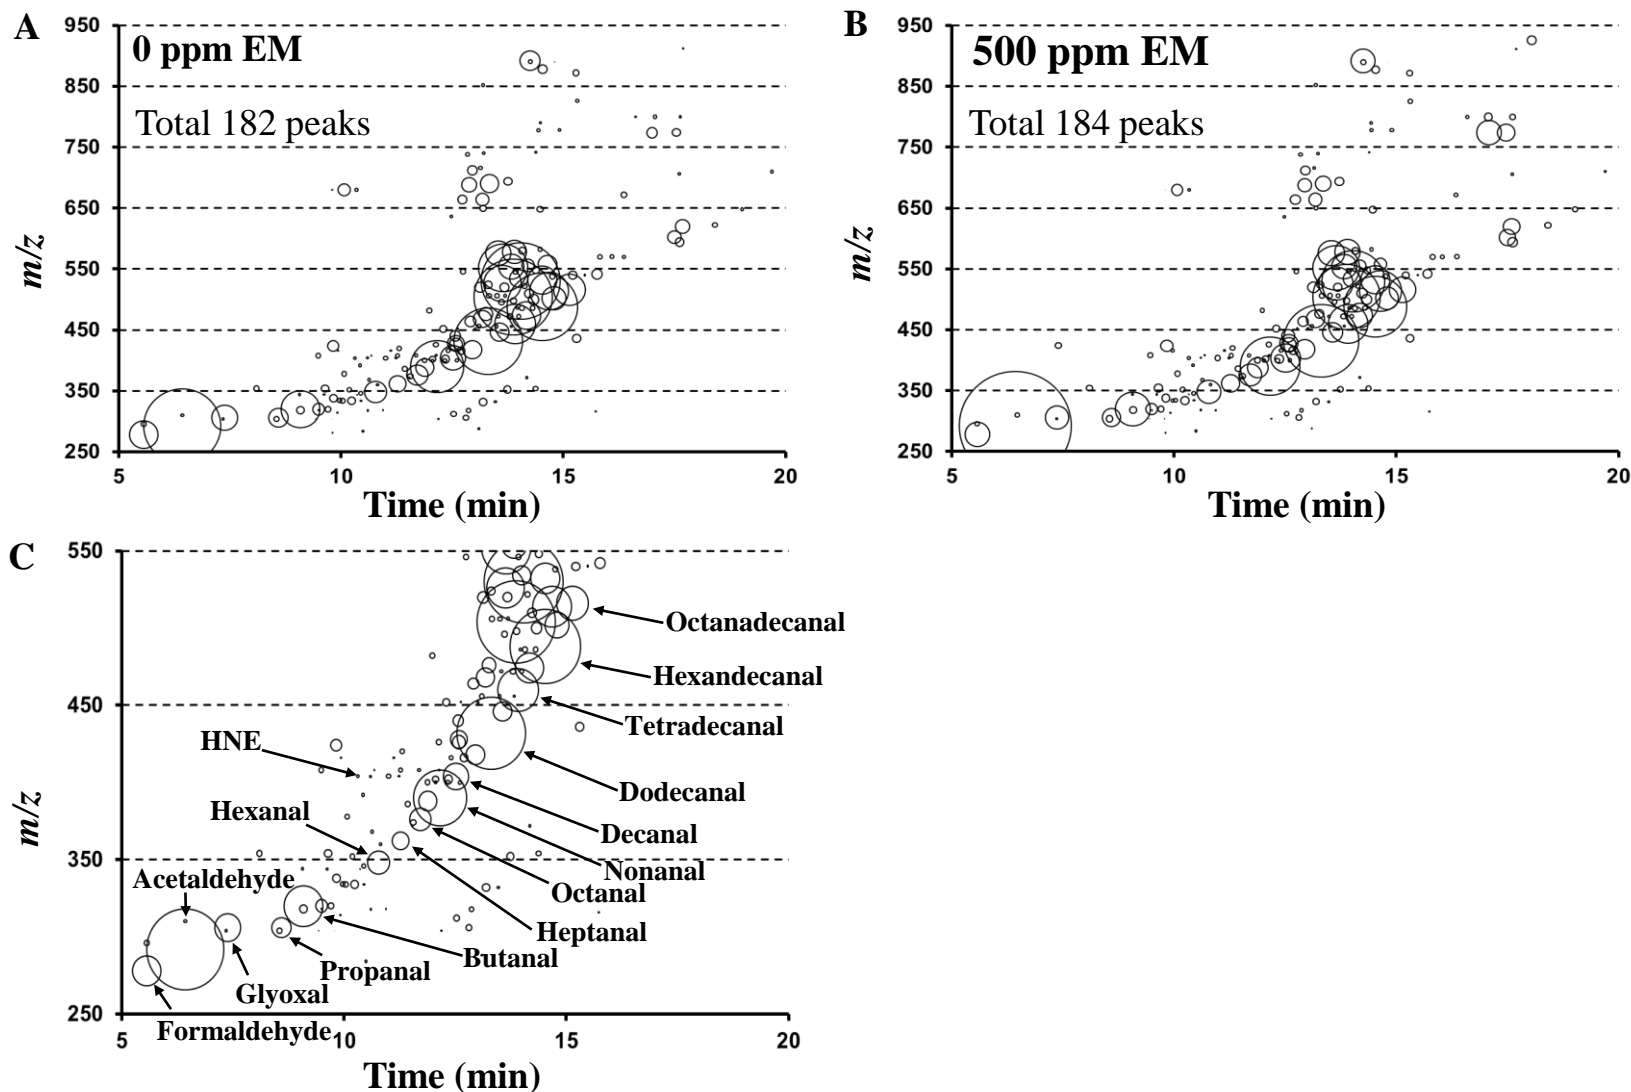 A
0 ppm EM
Total 182 peaks
950
850
750
650
550
450
350
250
m/z
5
10
15
20
Time (min)
B
500 ppm EM
Total 184 peaks
950
850
750
650
550
450
350
250
m/z
5
10
15
20
Time (min)
C
550
450
350
250
m/z
Octanadecanal
Hexandecanal
Tetradecanal
HNE
Dodecanal
Hexanal
Decanal
Nonanal
Acetaldehyde
Octanal
Heptanal
Butanal
Propanal
Glyoxal
Formaldehyde
5
10
15
20
Time (min)